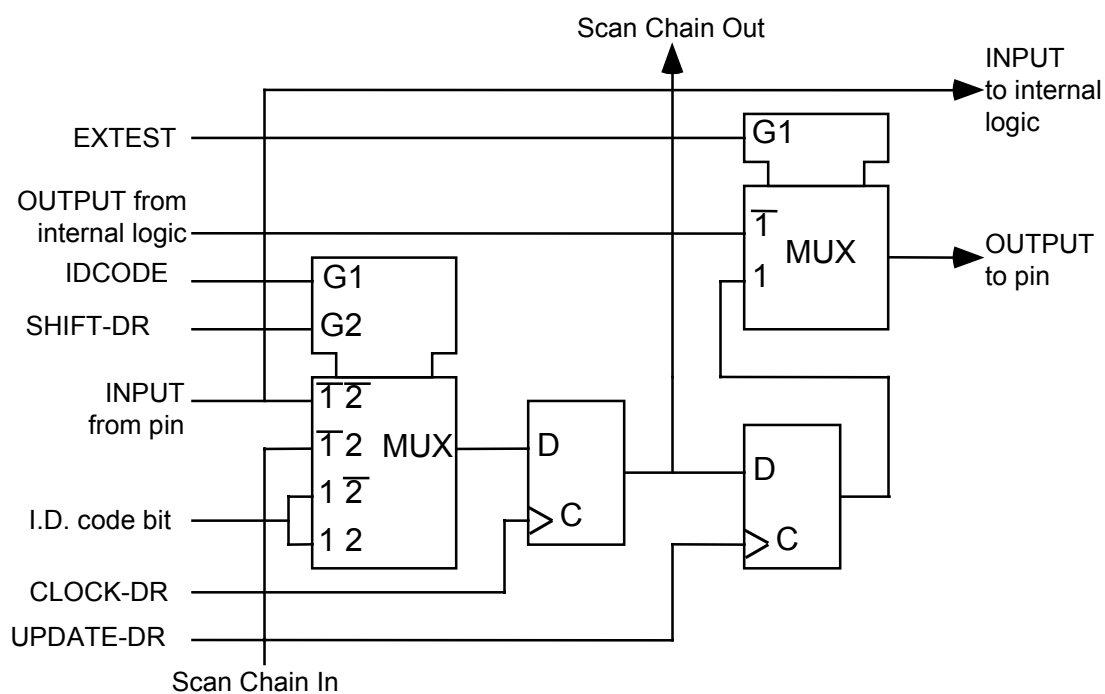 Scan Chain Out
INPUT
to internal
logic
EXTEST
G1
OUTPUT from
internal logic
1̅
MUX
OUTPUT
to pin
1
IDCODE
G1
SHIFT-DR
G2
INPUT
from pin
1̅ 2̅
1̅ 2
MUX
D
D
1 2̅
I.D. code bit
C
1 2
C
CLOCK-DR
UPDATE-DR
Scan Chain In